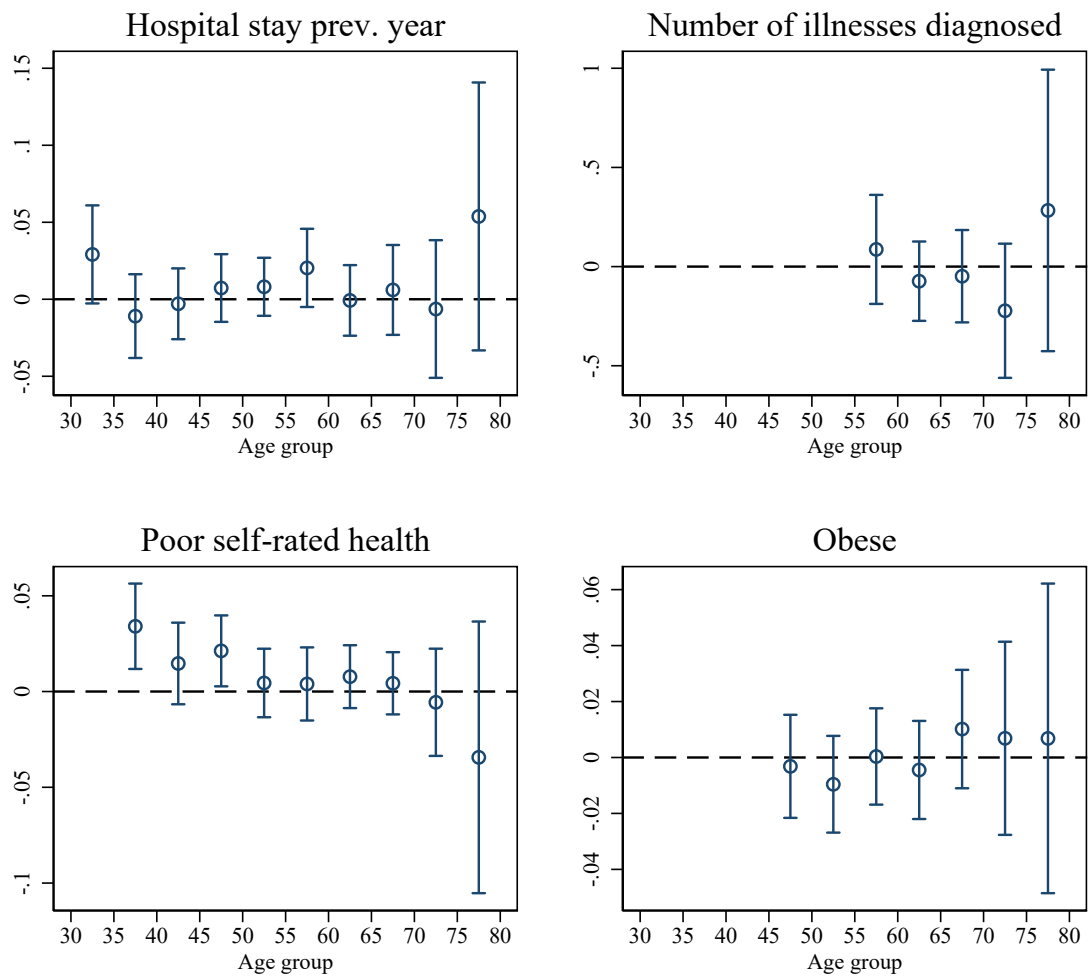 Hospital stay prev. year
.15
.1
.05
0
-.05
30 35 40 45 50 55 60 65 70 75 80
Age group
Number of illnesses diagnosed
1
.5
0
-.5
30 35 40 45 50 55 60 65 70 75 80
Age group
Poor self-rated health
.05
0
-.05
-.1
30 35 40 45 50 55 60 65 70 75 80
Age group
Obese
.06
.04
.02
0
-.02
-.04
30 35 40 45 50 55 60 65 70 75 80
Age group